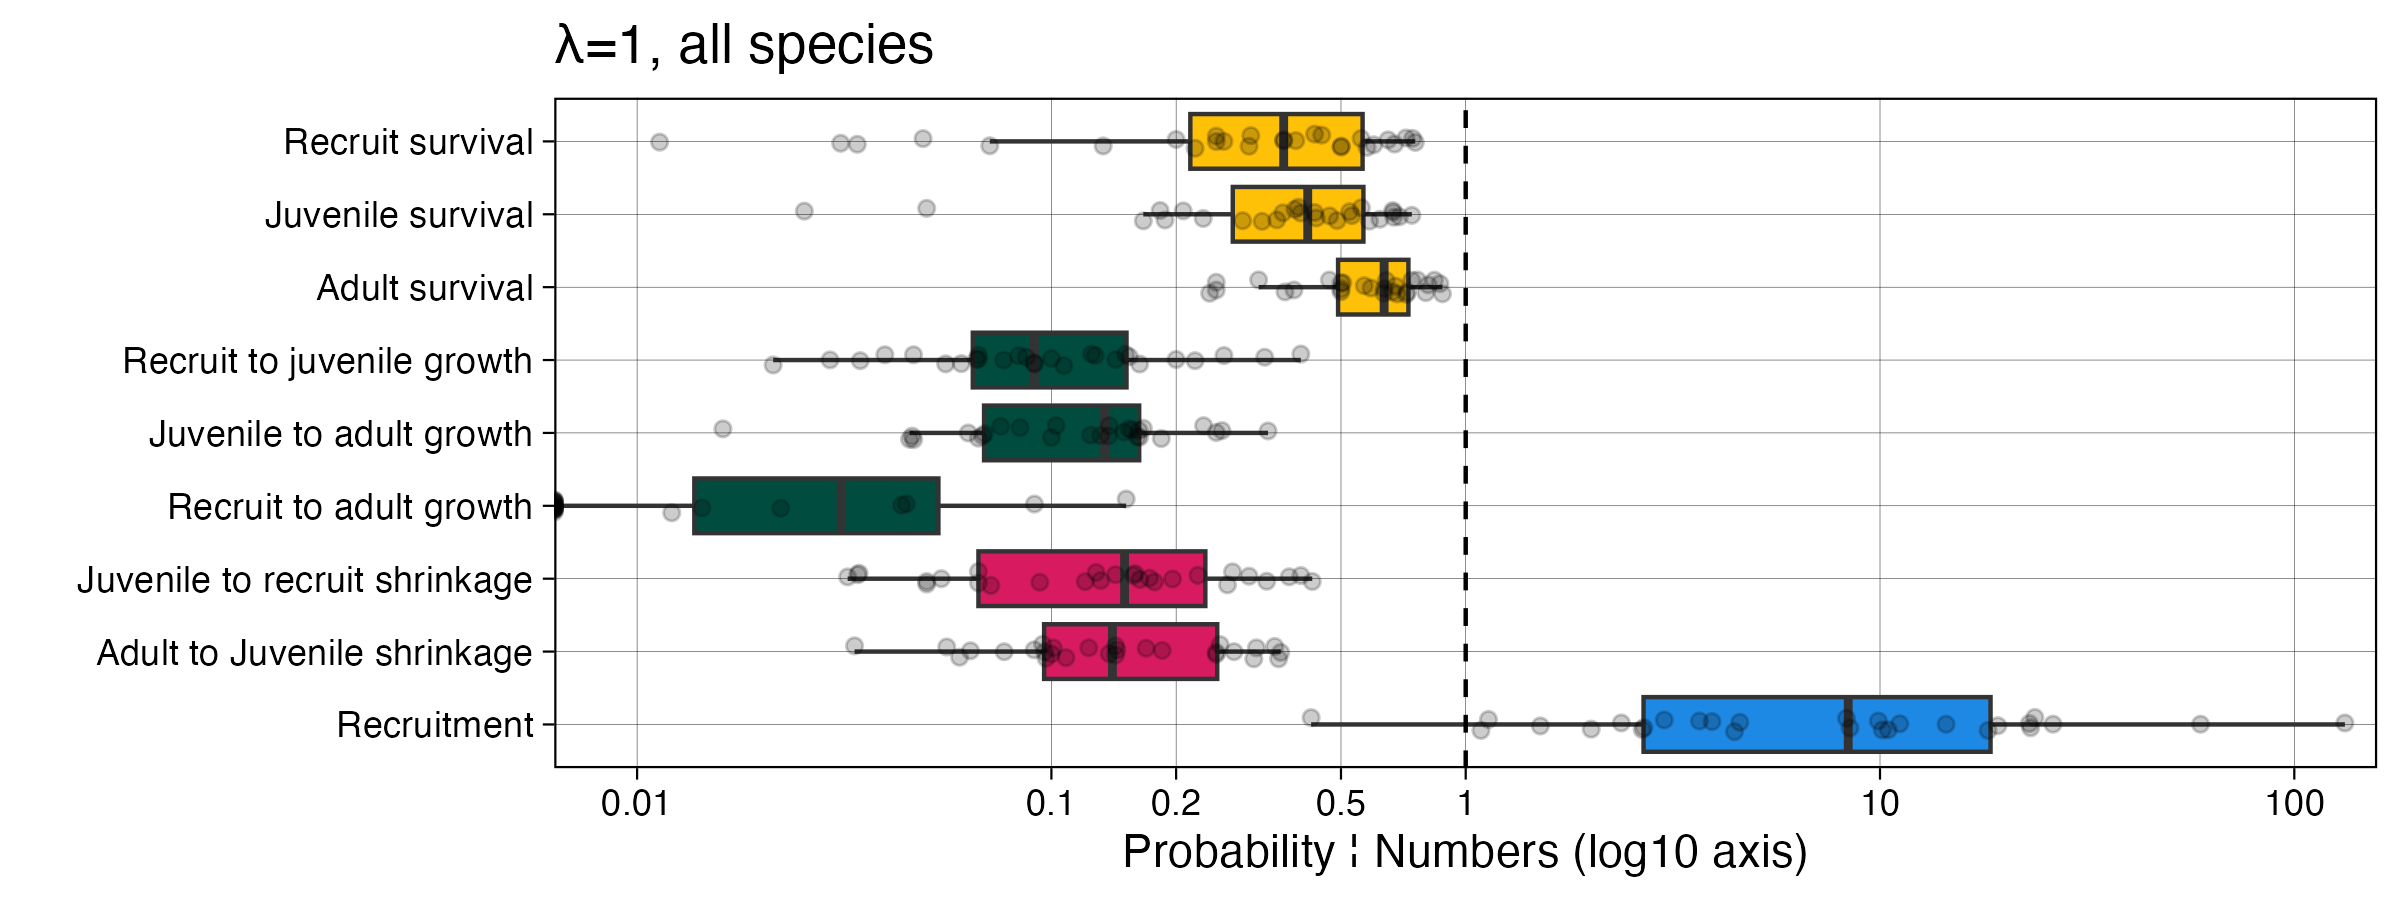 λ=1, all species
Recruit survival
Juvenile survival
Adult survival
Recruit to juvenile growth
Juvenile to adult growth
Recruit to adult growth
Juvenile to recruit shrinkage
Adult to Juvenile shrinkage
Recruitment
0.01 0.1 0.2 0.5 1 10 100
Probability ¦ Numbers (log10 axis)